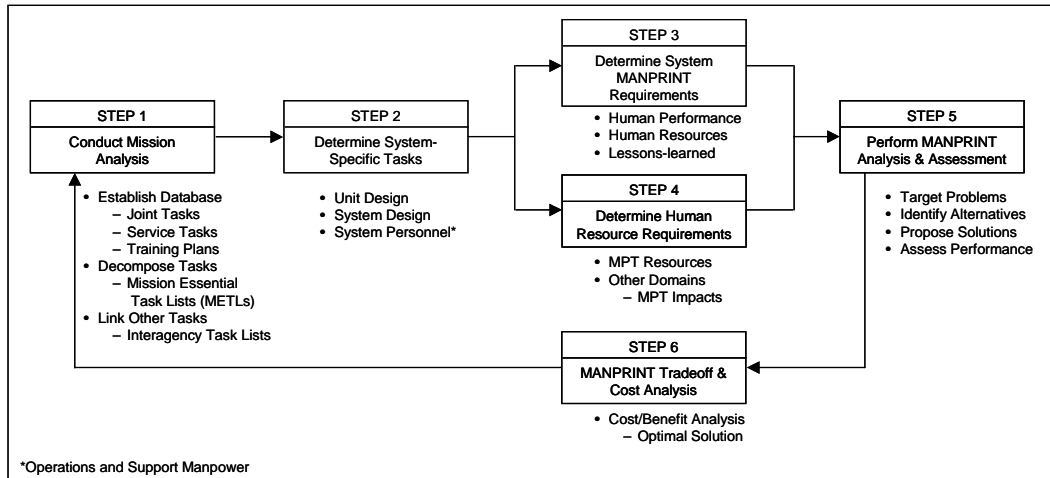 STEP 1
Conduct Mission
Analysis
• Establish Database
– Joint Tasks
– Service Tasks
– Training Plans
• Decompose Tasks
– Mission Essential
Task Lists (METLs)
• Link Other Tasks
– Interagency Task Lists
STEP 2
Determine System-
Specific Tasks
• Unit Design
• System Design
• System Personnel*
STEP 3
Determine System
MANPRINT
Requirements
• Human Performance
• Human Resources
• Lessons-learned
STEP 4
Determine Human
Resource Requirements
• MPT Resources
• Other Domains
– MPT Impacts
STEP 5
Perform MANPRINT
Analysis & Assessment
• Target Problems
• Identify Alternatives
• Propose Solutions
• Assess Performance
STEP 6
MANPRINT Tradeoff &
Cost Analysis
• Cost/Benefit Analysis
– Optimal Solution
*Operations and Support Manpower